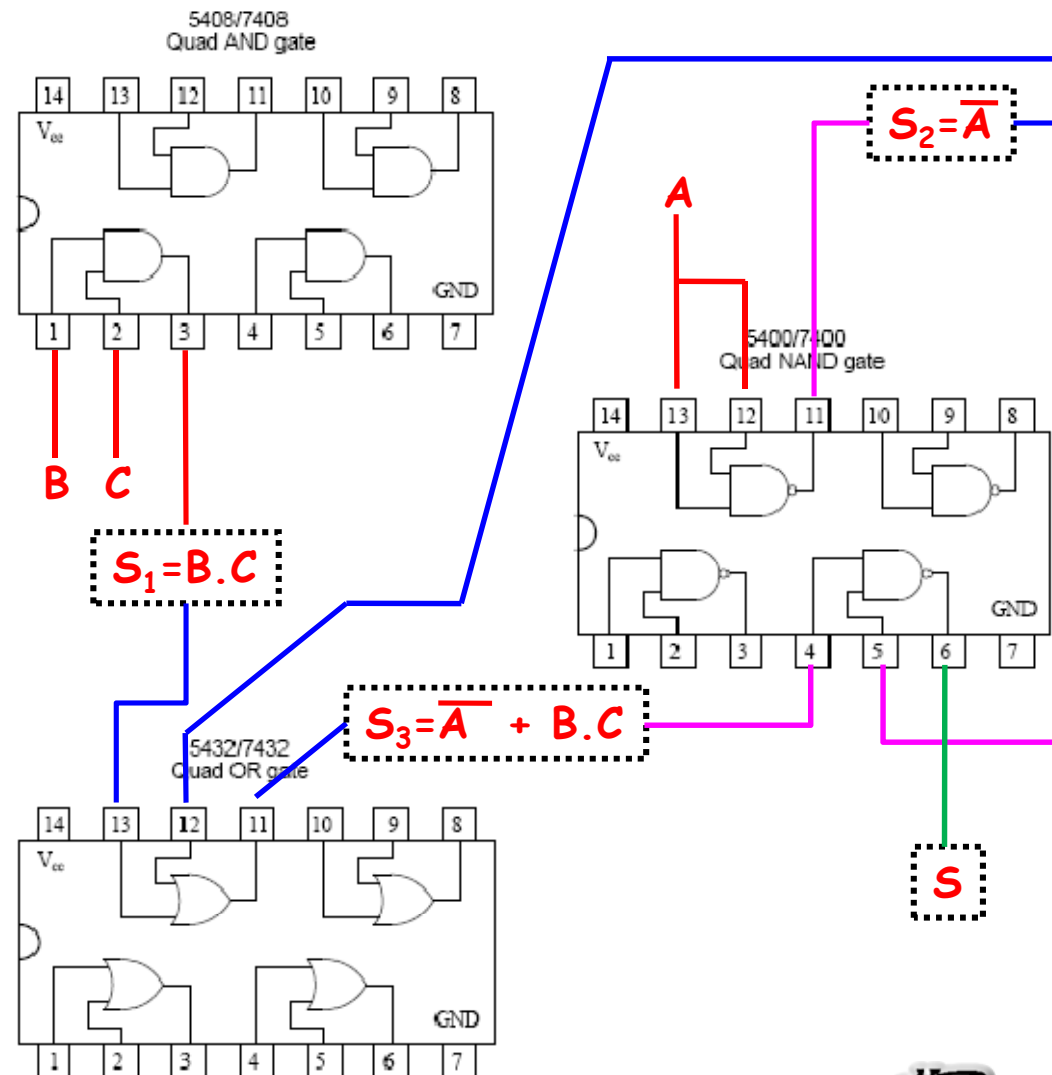 5408/7408
Quad AND gate
14 13 12 11 10 9 8
Vcc
GND
1 2 3 4 5 6 7
B C
S₁=B.C
S₂=A̅
A
5400/7400
Quad NAND gate
14 13 12 11 10 9 8
Vcc
GND
1 2 3 4 5 6 7
S₃=A̅ + B.C
S
5432/7432
Quad OR gate
14 13 12 11 10 9 8
Vcc
GND
1 2 3 4 5 6 7